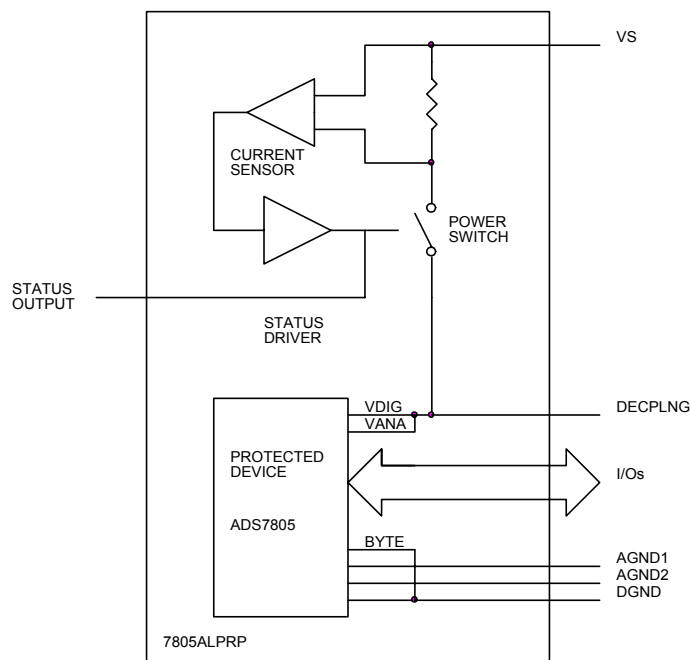 VS
CURRENT
SENSOR
POWER
SWITCH
STATUS
OUTPUT
STATUS
DRIVER
VDIG
VANA
DECPLNG
PROTECTED
DEVICE
I/Os
ADS7805
BYTE
AGND1
AGND2
DGND
7805ALPRP